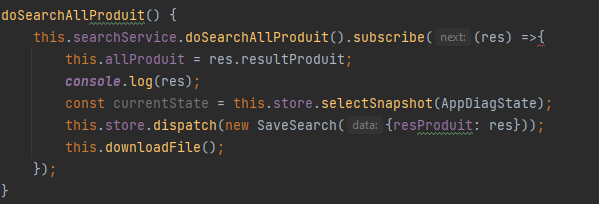 doSearchAllProduit() {
this.searchService.doSearchAllProduit().subscribe( next: (res) =>{
this.allProduit = res.resultProduit;
console.log(res);
const currentState = this.store.selectSnapshot(AppDiagState);
this.store.dispatch(new SaveSearch( data: {resProduit: res}));
this.downloadFile();
});
}